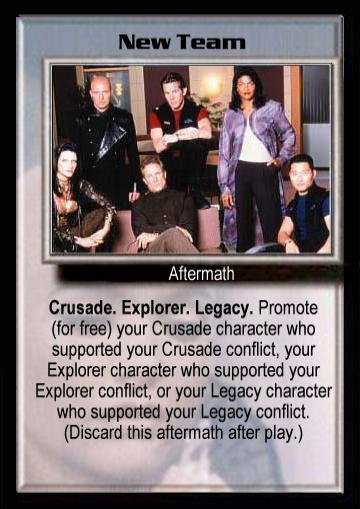 New Team
Aftermath
Crusade. Explorer. Legacy. Promote
(for free) your Crusade character who
supported your Crusade conflict, your
Explorer character who supported your
Explorer conflict, or your Legacy character
who supported your Legacy conflict.
(Discard this aftermath after play.)